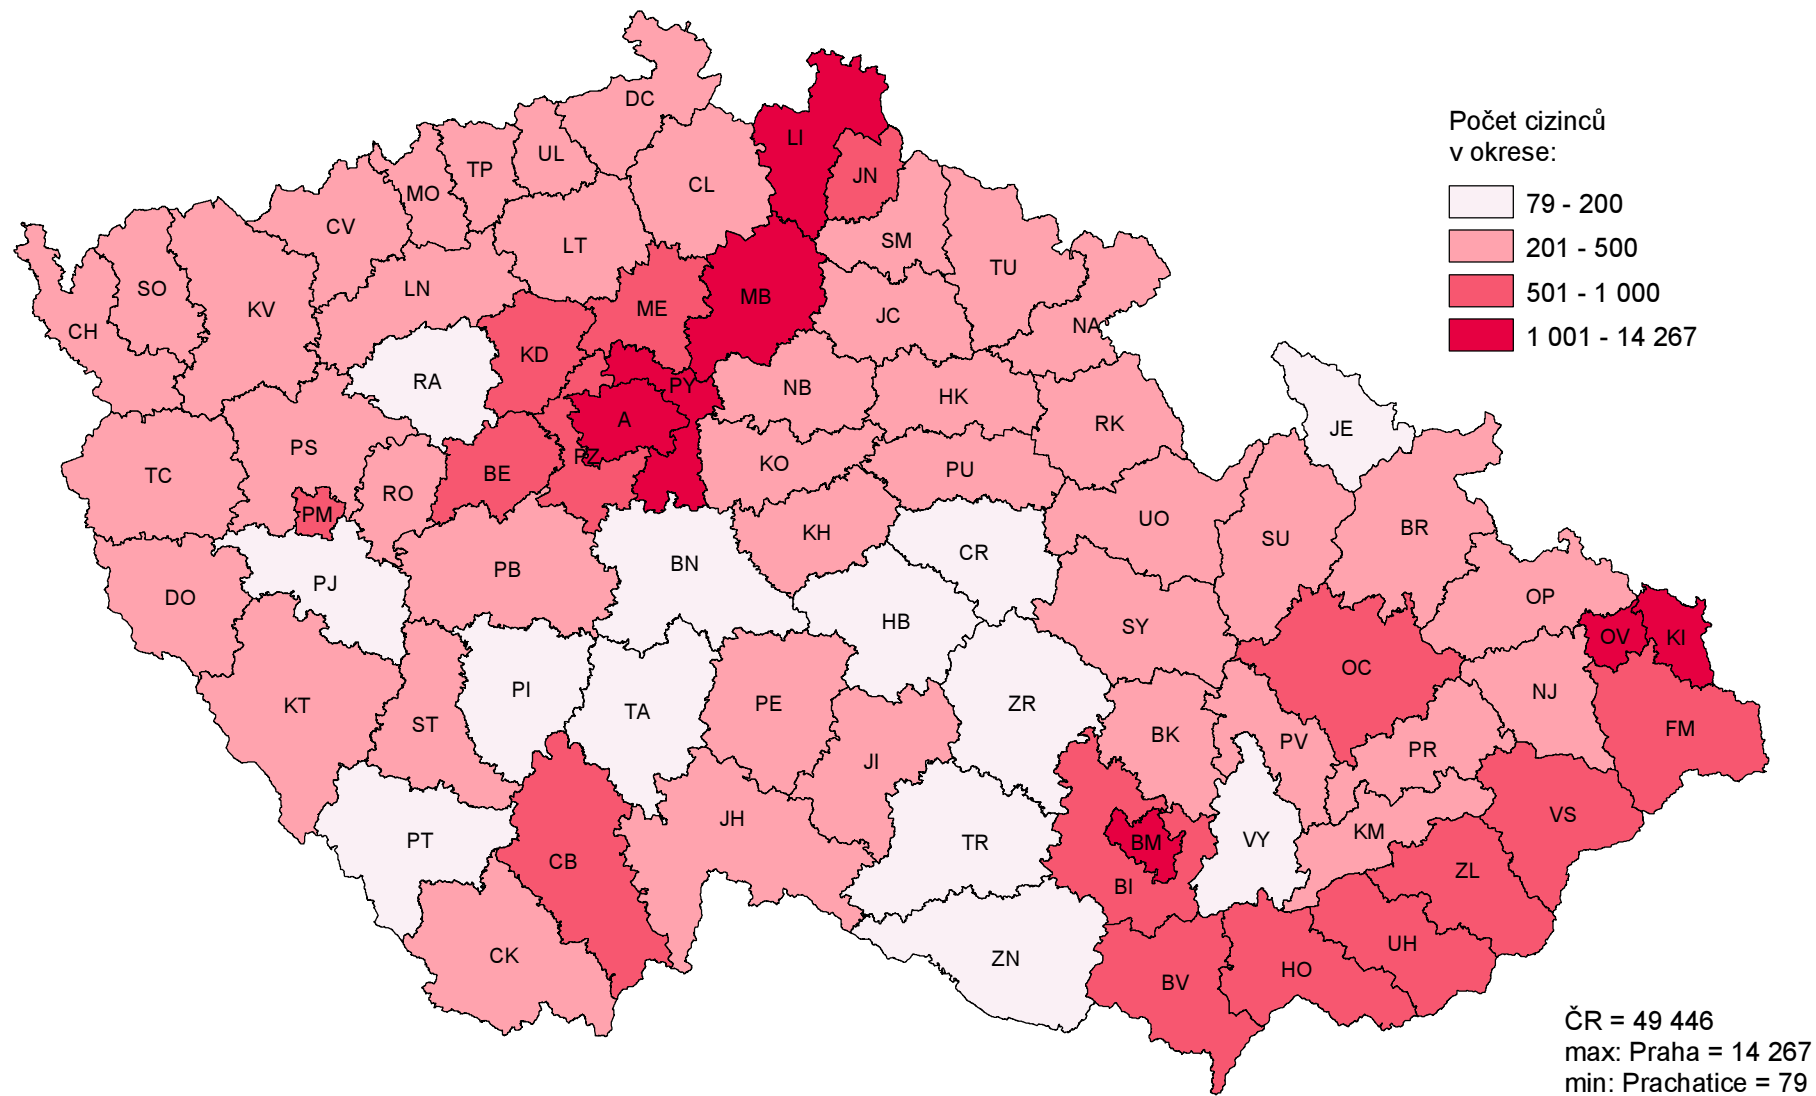 DC
Počet cizinců
v okrese:
79 - 200
201 - 500
501 - 1 000
1 001 - 14 267
LI
UL
TP
JN
CL
MO
CV
SM
LT
TU
SO
LN
MB
KV
ME
JC
NA
CH
KD
RA
PY
NB
HK
A
RK
JE
PS
PZ
KO
PU
TC
BE
RO
PM
UO
BR
KH
SU
CR
BN
PB
PJ
DO
OP
HB
SY
OV
KI
OC
PI
NJ
KT
TA
PE
ZR
ST
FM
BK
PV
PR
JI
VS
JH
KM
PT
TR
BM
VY
CB
ZL
BI
UH
CK
ZN
HO
BV
ČR = 49 446
max: Praha = 14 267
min: Prachatice = 79